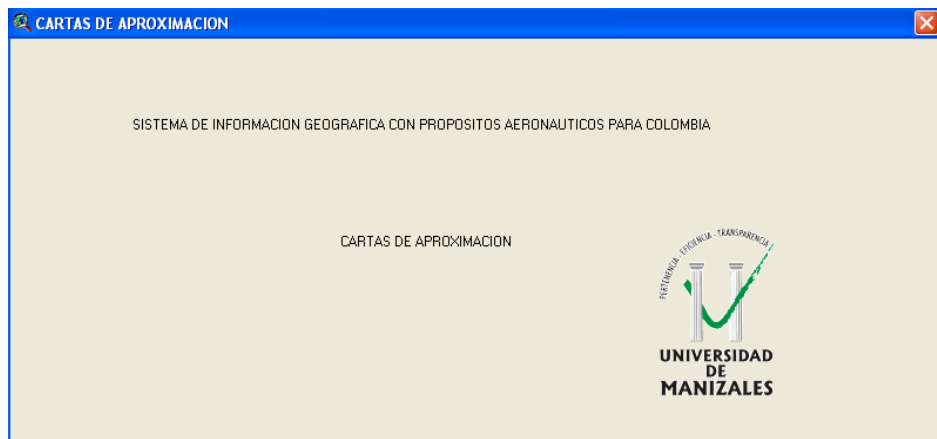 CARTAS DE APROXIMACION
SISTEMA DE INFORMACION GEOGRAFICA CON PROPOSITOS AERONAUTICOS PARA COLOMBIA
CARTAS DE APROXIMACION
PERTENENCIA - EFICIENCIA - TRANSPARENCIA
UNIVERSIDAD
DE
MANIZALES